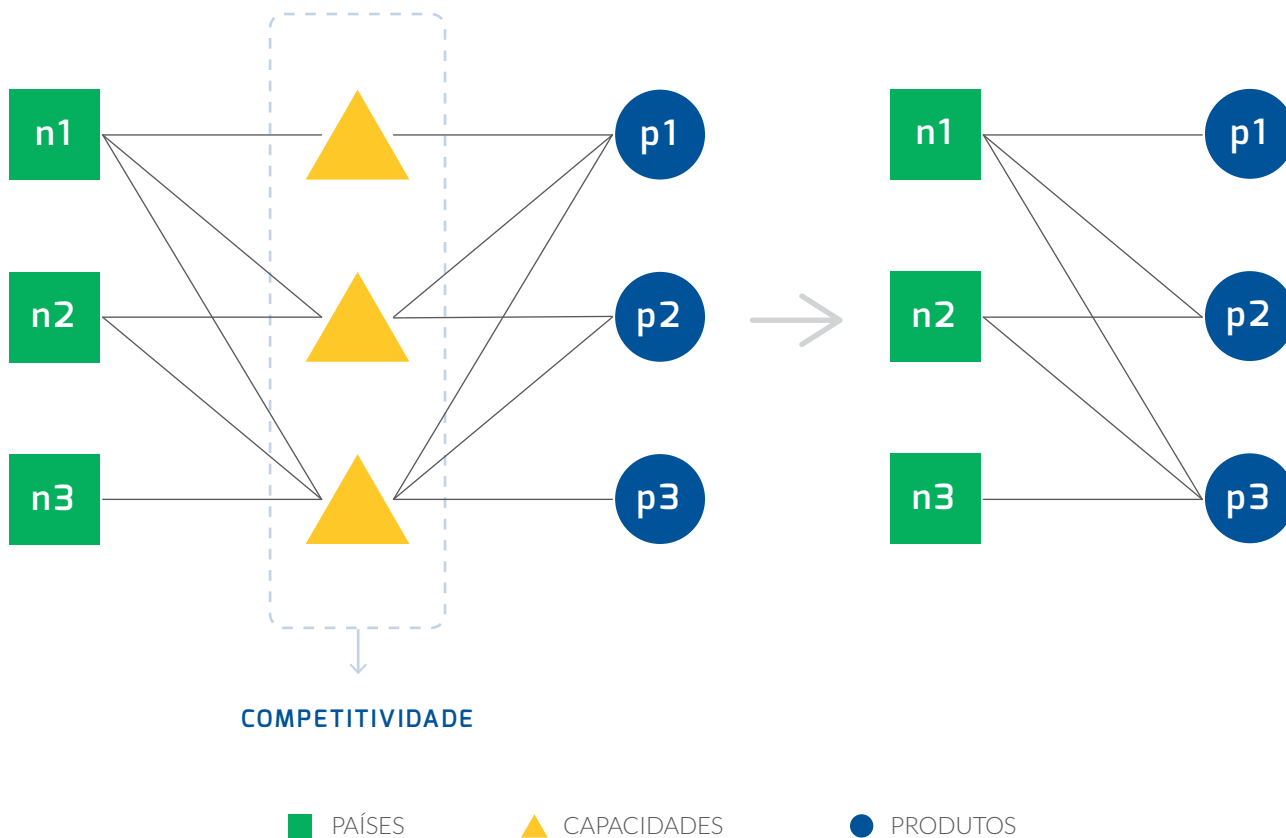 n1 p1 n1 p1
n2 p2 n2 p2
n3 p3 n3 p3
COMPETITIVIDADE
PAÍSES CAPACIDADES PRODUTOS